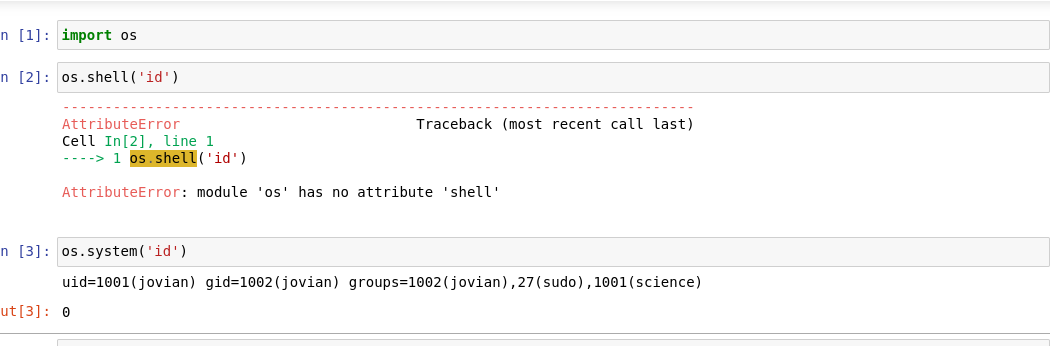 n [1]: import os
n [2]: os.shell('id')
---------------------------------------------------------------------------
AttributeError                            Traceback (most recent call last)
Cell In[2], line 1
----> 1 os.shell('id')
AttributeError: module 'os' has no attribute 'shell'
n [3]: os.system('id')
uid=1001(jovian) gid=1002(jovian) groups=1002(jovian),27(sudo),1001(science)
ut[3]: 0